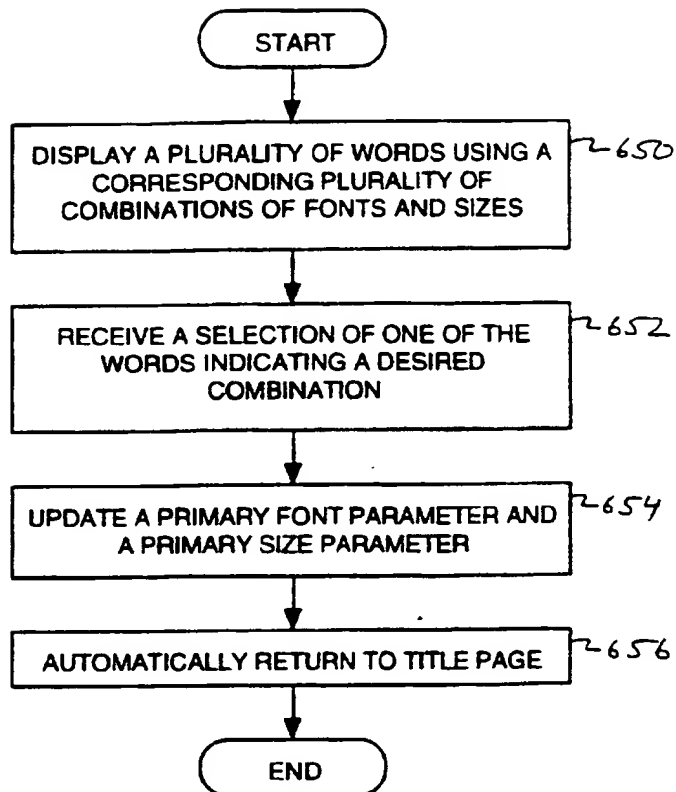 START
DISPLAY A PLURALITY OF WORDS USING A
CORRESPONDING PLURALITY OF
COMBINATIONS OF FONTS AND SIZES
650
RECEIVE A SELECTION OF ONE OF THE
WORDS INDICATING A DESIRED
COMBINATION
652
UPDATE A PRIMARY FONT PARAMETER AND
A PRIMARY SIZE PARAMETER
654
AUTOMATICALLY RETURN TO TITLE PAGE
656
END